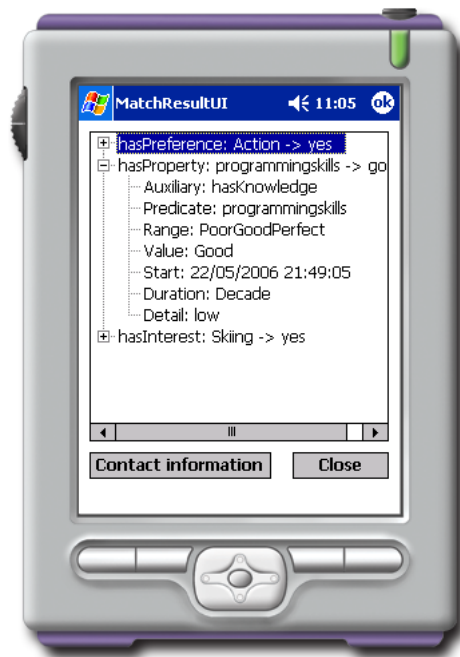 MatchResultUI 11:05 ok
hasPreference: Action -> yes
hasProperty: programmingskills -> go
Auxiliary: hasKnowledge
Predicate: programmingskills
Range: PoorGoodPerfect
Value: Good
Start: 22/05/2006 21:49:05
Duration: Decade
Detail: low
hasInterest: Skiing -> yes
Contact information Close